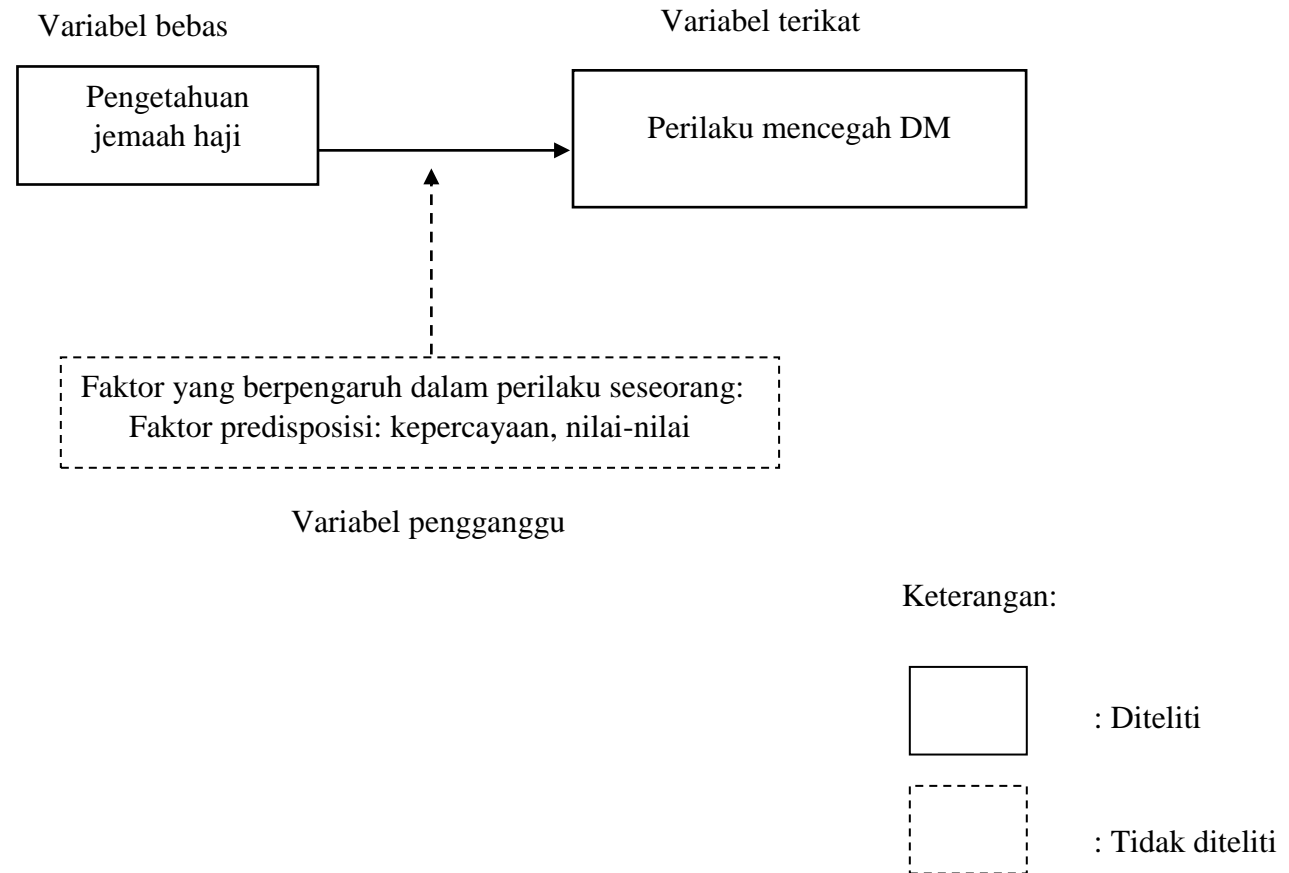 Variabel bebas
Variabel terikat
Pengetahuan
jemaah haji
Perilaku mencegah DM
Faktor yang berpengaruh dalam perilaku seseorang:
Faktor predisposisi: kepercayaan, nilai-nilai
Variabel pengganggu
Keterangan:
: Diteliti
: Tidak diteliti